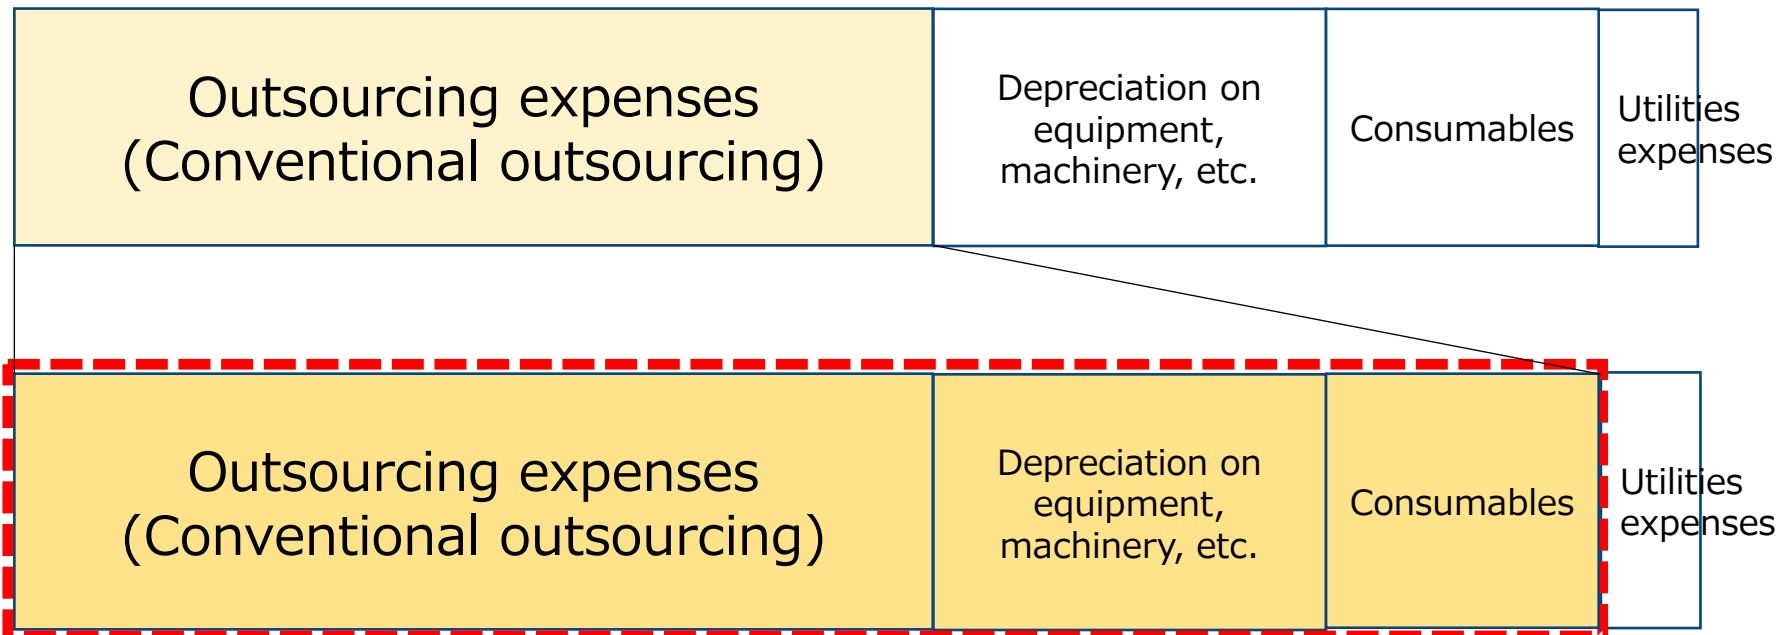 Outsourcing expenses
(Conventional outsourcing)
Depreciation on
equipment,
machinery, etc.
Consumables
Utilities
expenses
Outsourcing expenses
(Conventional outsourcing)
Depreciation on
equipment,
machinery, etc.
Consumables
Utilities
expenses